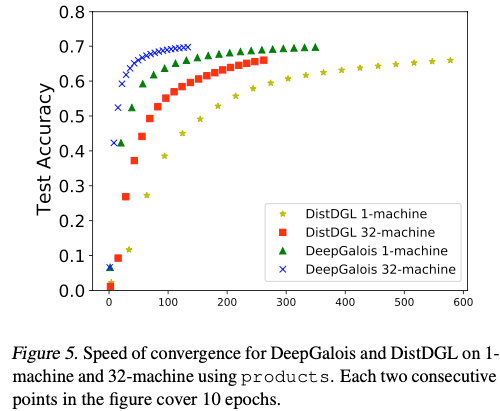 0.8
0.7
0.6
0.5
0.4
0.3
0.2
0.1
0.0
Test Accuracy
0 100 200 300 400 500 600
DistDGL 1-machine
DistDGL 32-machine
DeepGalois 1-machine
DeepGalois 32-machine
Figure 5. Speed of convergence for DeepGalois and DistDGL on 1-
machine and 32-machine using products. Each two consecutive
points in the figure cover 10 epochs.